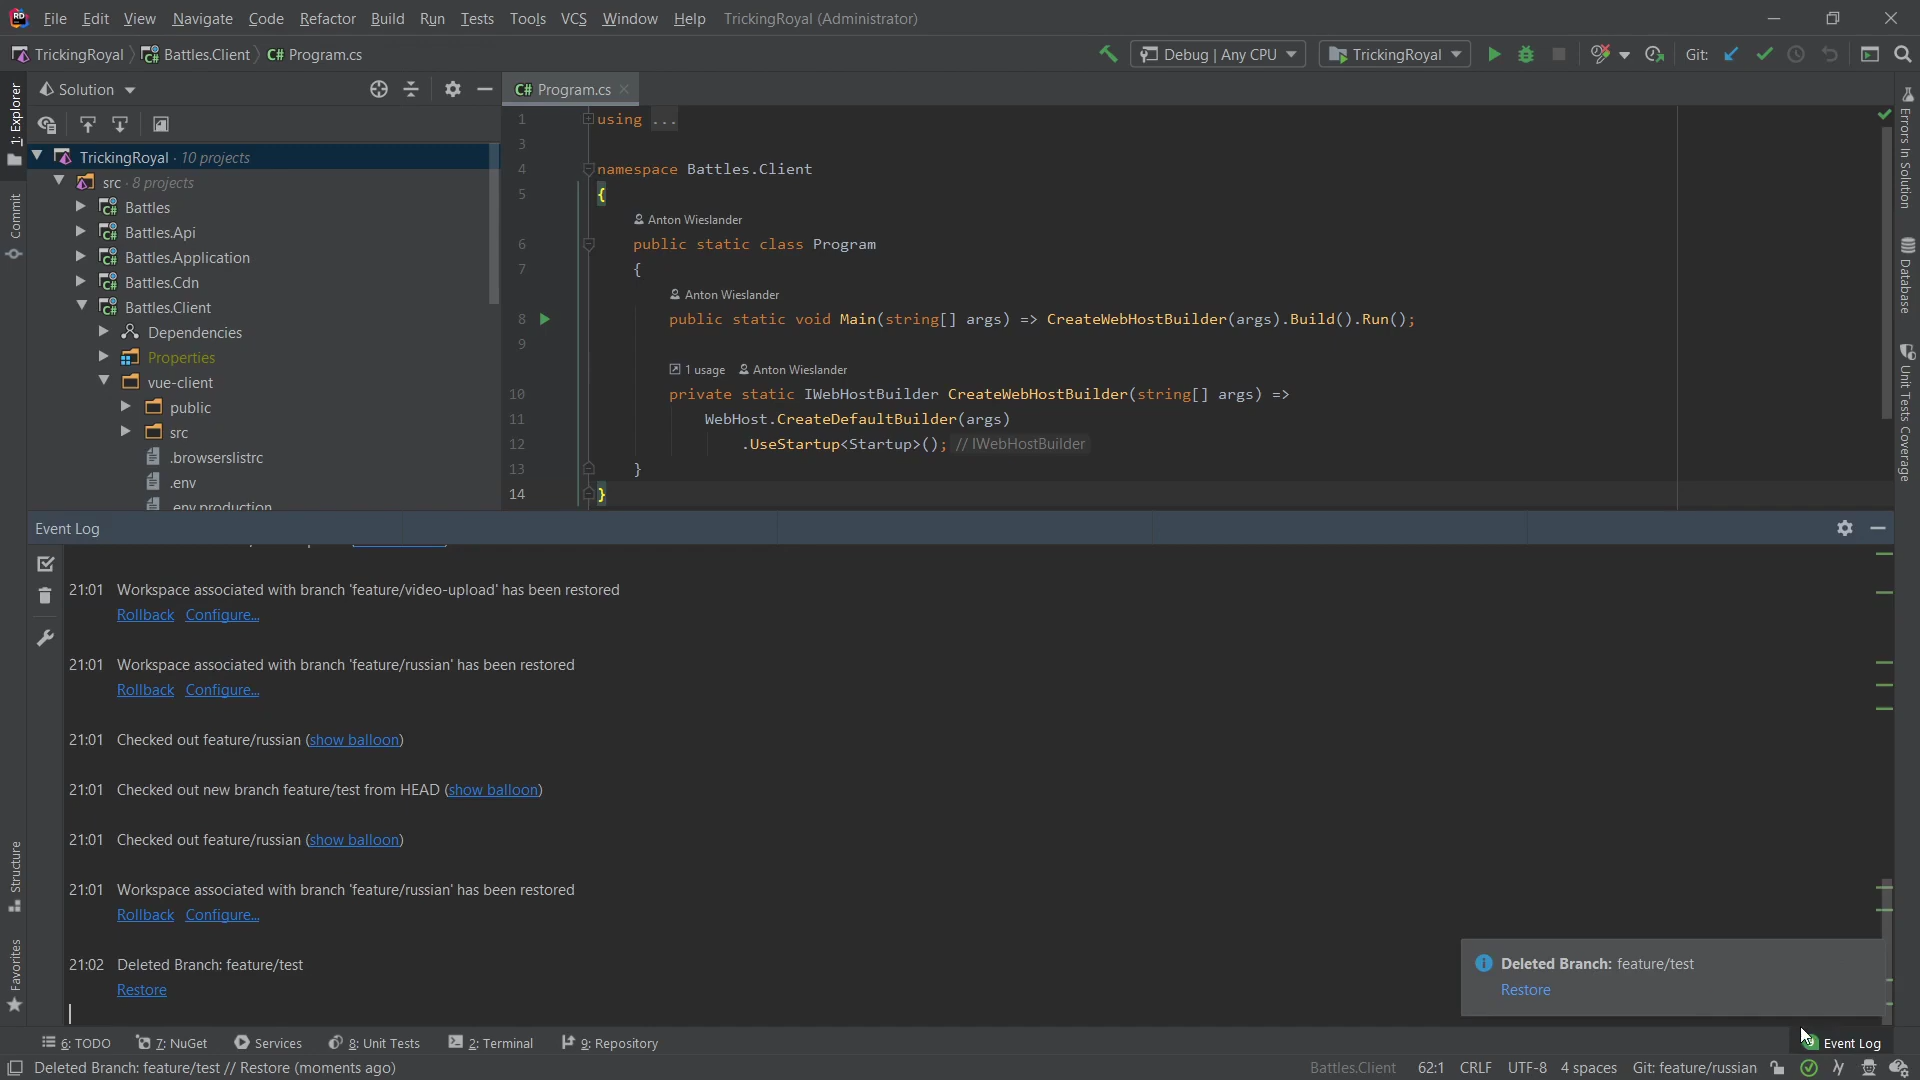 File Edit View Navigate Code Refactor Build Run Tests Tools VCS Window Help TrickingRoyal (Administrator)
TrickingRoyal Battles.Client C# Program.cs Debug | Any CPU TrickingRoyal Git:
1: Explorer
Commit
Structure
Favorites
Solution
TrickingRoyal · 10 projects
src · 8 projects
Battles
Battles.Api
Battles.Application
Battles.Cdn
Battles.Client
Dependencies
Properties
vue-client
public
src
.browserslistrc
.env
.env.production
C# Program.cs
1 using ...
3
4 namespace Battles.Client
5 {
Anton Wieslander
6 public static class Program
7 {
Anton Wieslander
8 public static void Main(string[] args) => CreateWebHostBuilder(args).Build().Run();
9
1 usage Anton Wieslander
10 private static IWebHostBuilder CreateWebHostBuilder(string[] args) =>
11 WebHost.CreateDefaultBuilder(args)
12 .UseStartup<Startup>(); // IWebHostBuilder
13 }
14 }
Errors In Solution
Database
Unit Tests Coverage
Event Log
21:01 Workspace associated with branch 'feature/video-upload' has been restored
Rollback Configure...
21:01 Workspace associated with branch 'feature/russian' has been restored
Rollback Configure...
21:01 Checked out feature/russian (show balloon)
21:01 Checked out new branch feature/test from HEAD (show balloon)
21:01 Checked out feature/russian (show balloon)
21:01 Workspace associated with branch 'feature/russian' has been restored
Rollback Configure...
21:02 Deleted Branch: feature/test
Restore
Deleted Branch: feature/test
Restore
6: TODO 7: NuGet Services 8: Unit Tests 2: Terminal 9: Repository Event Log
Deleted Branch: feature/test // Restore (moments ago) Battles.Client 62:1 CRLF UTF-8 4 spaces Git: feature/russian